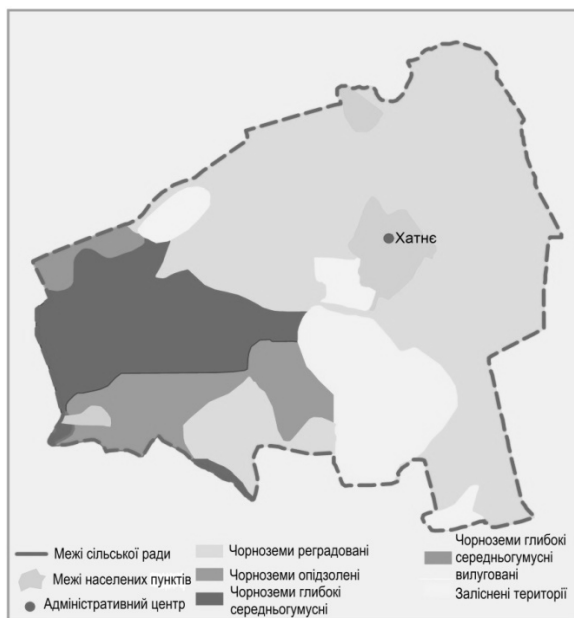 Хатнє
Межі сільської ради
Межі населених пунктів
Адміністративний центр
Чорноземи реградовані
Чорноземи опідзолені
Чорноземи глибокі
середньогумусні
Чорноземи глибокі
середньогумусні
вилуговані
Заліснені території